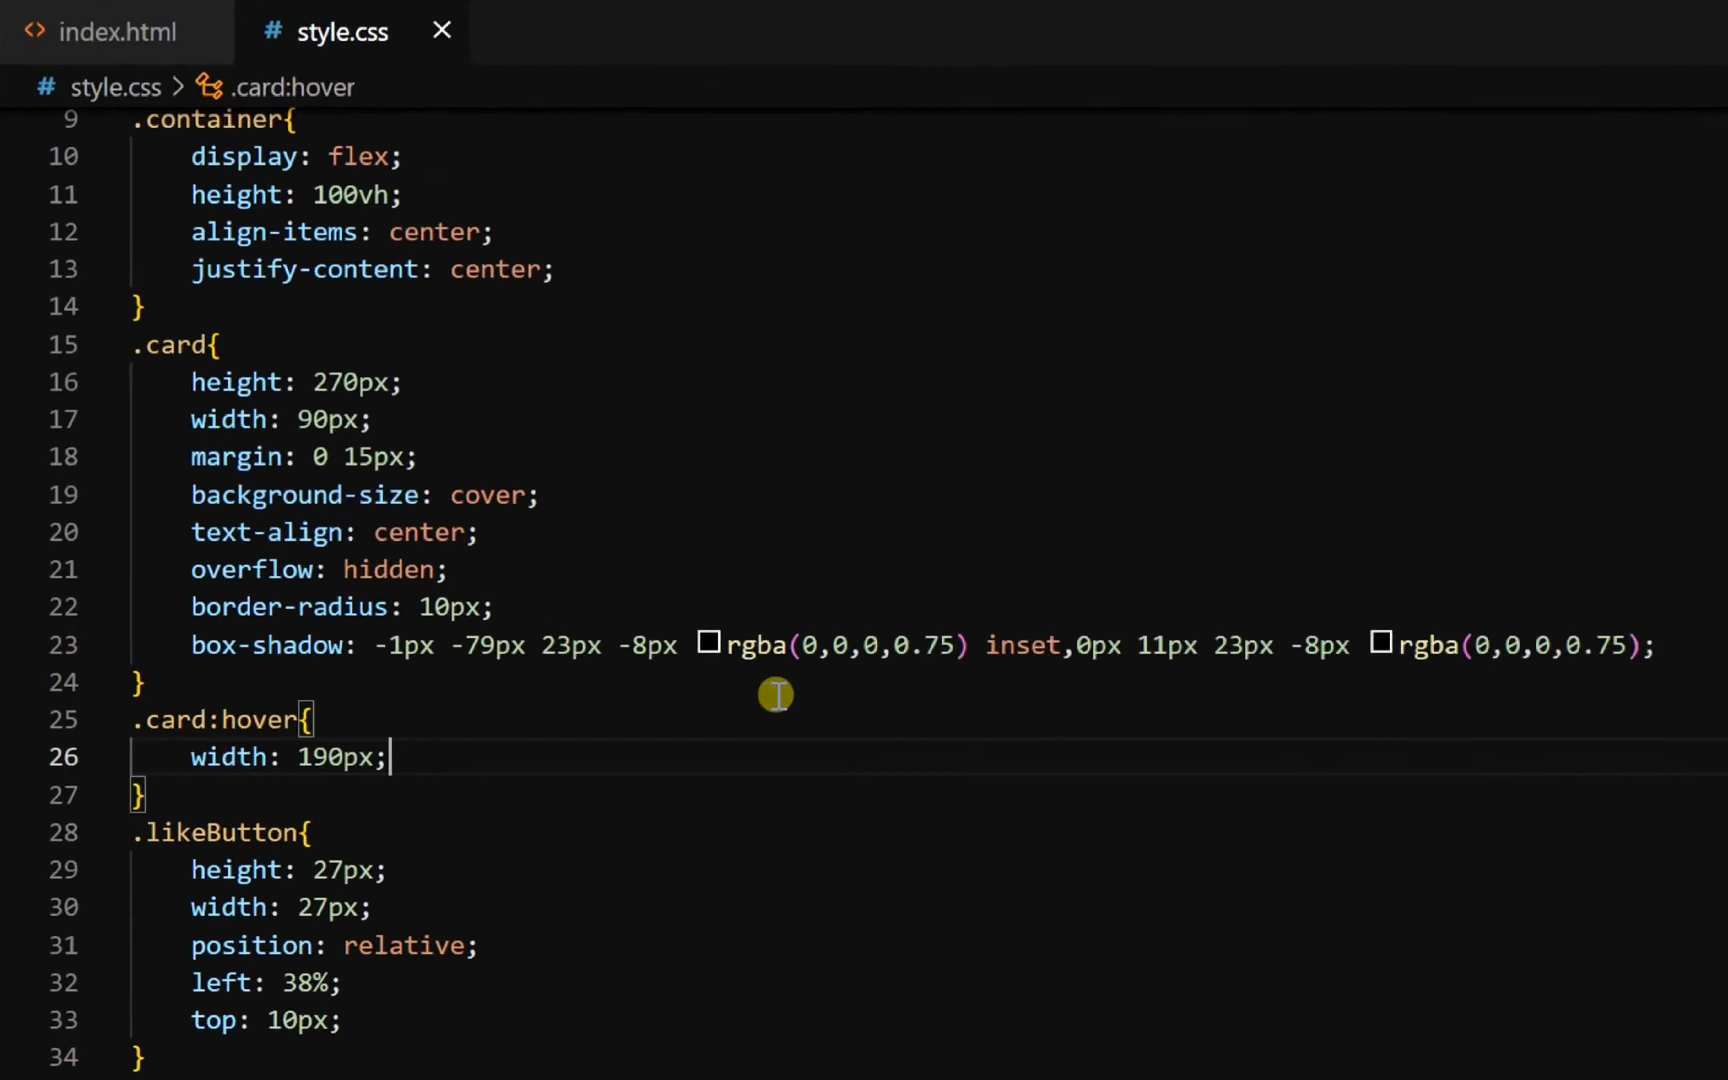 index.html
style.css
style.css > .card:hover
9 .container{
10 display: flex;
11 height: 100vh;
12 align-items: center;
13 justify-content: center;
14 }
15 .card{
16 height: 270px;
17 width: 90px;
18 margin: 0 15px;
19 background-size: cover;
20 text-align: center;
21 overflow: hidden;
22 border-radius: 10px;
23 box-shadow: -1px -79px 23px -8px rgba(0,0,0,0.75) inset,0px 11px 23px -8px rgba(0,0,0,0.75);
24 }
25 .card:hover{
26 width: 190px;
27 }
28 .likeButton{
29 height: 27px;
30 width: 27px;
31 position: relative;
32 left: 38%;
33 top: 10px;
34 }